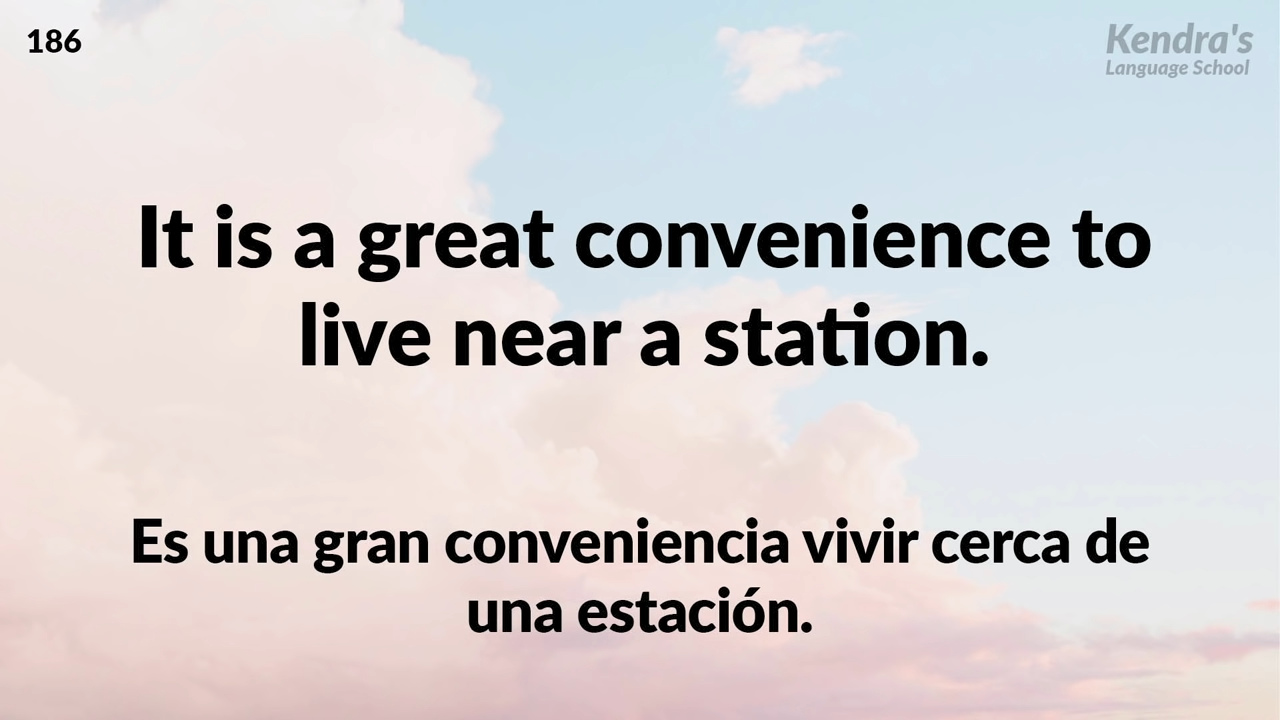 186
Kendra's
Language School
It is a great convenience to
live near a station.
Es una gran conveniencia vivir cerca de
una estación.